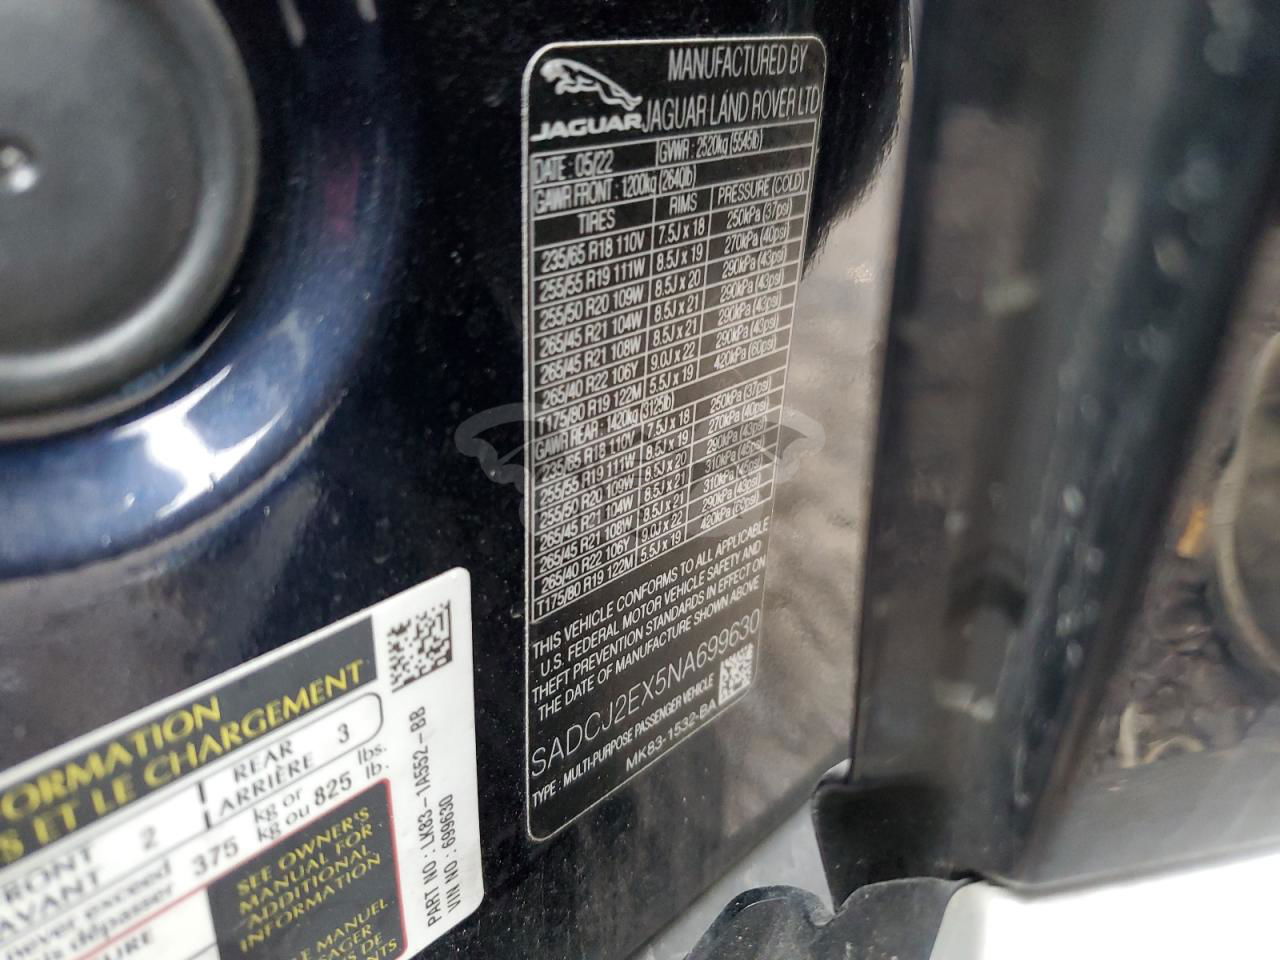 JAGUAR
MANUFACTURED BY
JAGUAR LAND ROVER LTD
DATE : 05/22 GVWR : 2520kg (5545lb)
GAWR FRONT : 1200kg (2640lb)
TIRES RIMS PRESSURE (COLD)
235/65 R18 110V 7.5J x 18 250kPa (37psi)
255/55 R19 111W 8.5J x 19 270kPa (40psi)
255/50 R20 109W 8.5J x 20 290kPa (43psi)
265/45 R21 104W 8.5J x 21 290kPa (43psi)
265/45 R21 108W 8.5J x 21 290kPa (43psi)
265/40 R22 106Y 9.0J x 22 290kPa (43psi)
T175/80 R19 122M 5.5J x 19 420kPa (60psi)
GAWR REAR : 1420kg (3125lb)
235/65 R18 110V 7.5J x 18 250kPa (37psi)
255/55 R19 111W 8.5J x 19 270kPa (40psi)
255/50 R20 109W 8.5J x 20 290kPa (43psi)
265/45 R21 104W 8.5J x 21 310kPa (45psi)
265/45 R21 108W 8.5J x 21 310kPa (45psi)
265/40 R22 106Y 9.0J x 22 290kPa (43psi)
T175/80 R19 122M 5.5J x 19 420kPa (60psi)
THIS VEHICLE CONFORMS TO ALL APPLICABLE
U.S. FEDERAL MOTOR VEHICLE SAFETY AND
THEFT PREVENTION STANDARDS IN EFFECT ON
THE DATE OF MANUFACTURE SHOWN ABOVE
SADCJ2EX5NA699630
TYPE : MULTI-PURPOSE PASSENGER VEHICLE
MK83-1532-BA
ORMATION
S ET LE CHARGEMENT
RONT 2 REAR 3
AVANT ARRIÈRE
never exceed 375 kg or 825 lbs.
is dépasser kg ou lb.
SURE
SEE OWNER'S
MANUAL FOR
ADDITIONAL
INFORMATION
E MANUEL
SAGER
S DE
ENTS
PART NO : LK83-1A552-BB
VIN NO : 699630